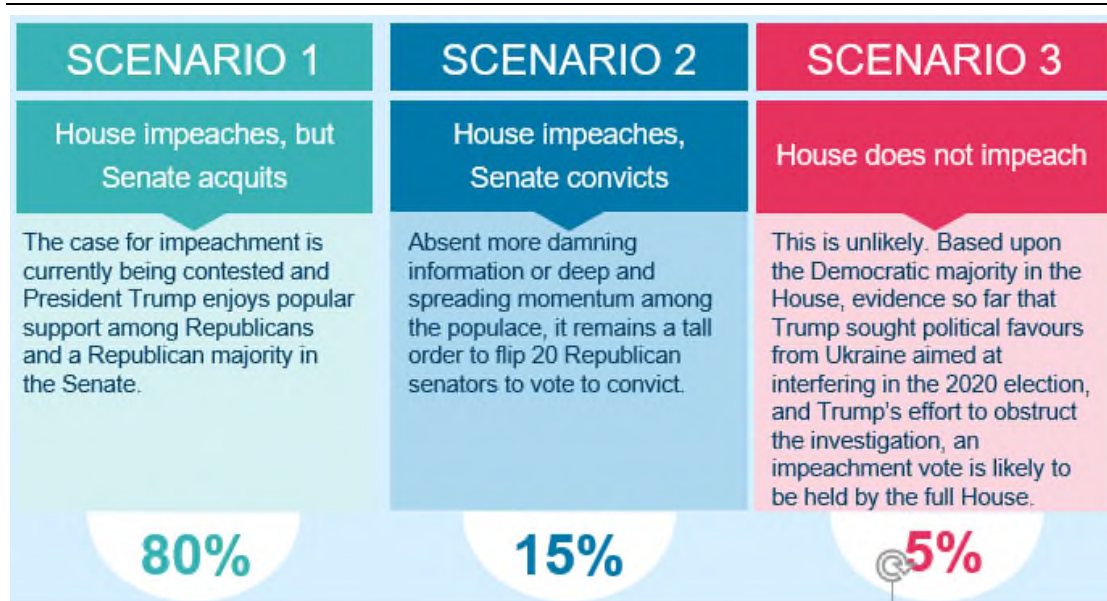 SCENARIO 1
House impeaches, but
Senate acquits
The case for impeachment is
currently being contested and
President Trump enjoys popular
support among Republicans
and a Republican majority in
the Senate.
80%
SCENARIO 2
House impeaches,
Senate convicts
Absent more damning
information or deep and
spreading momentum among
the populace, it remains a tall
order to flip 20 Republican
senators to vote to convict.
15%
SCENARIO 3
House does not impeach
This is unlikely. Based upon
the Democratic majority in the
House, evidence so far that
Trump sought political favours
from Ukraine aimed at
interfering in the 2020 election,
and Trump's effort to obstruct
the investigation, an
impeachment vote is likely to
be held by the full House.
5%